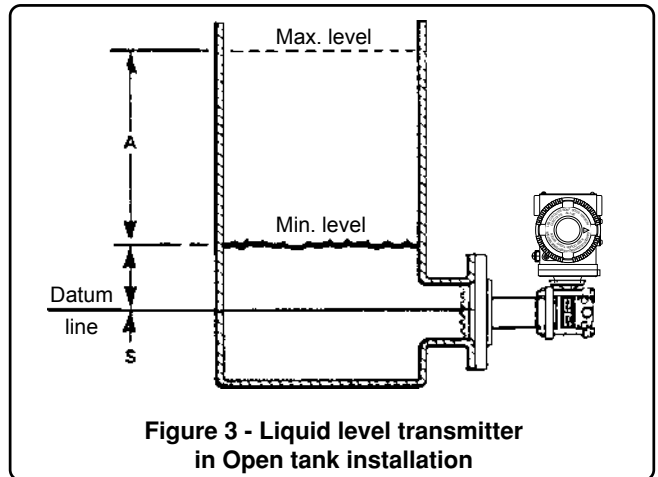 Max. level
A
Min. level
Datum
line
S
Figure 3 - Liquid level transmitter
in Open tank installation